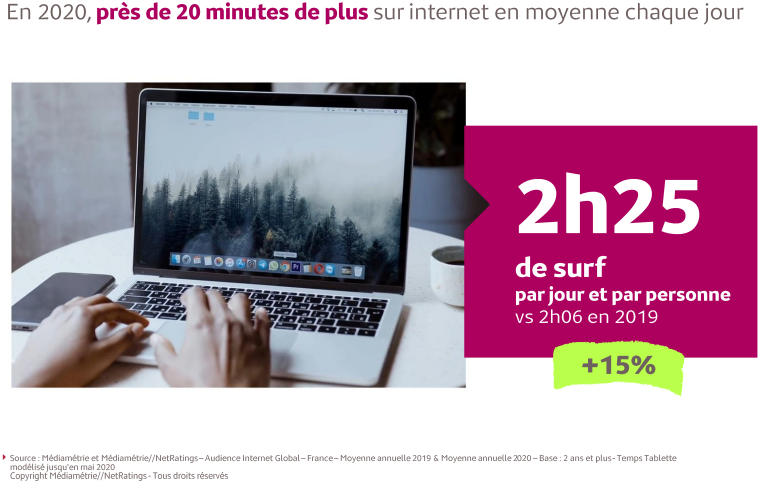 En 2020, près de 20 minutes de plus sur internet en moyenne chaque jour
2h25
de surf
par jour et par personne
vs 2h06 en 2019
+15%
Source : Médiamétrie et Médiamétrie//NetRatings – Audience Internet Global – France – Moyenne annuelle 2019 & Moyenne annuelle 2020 – Base : 2 ans et plus - Temps Tablette
modélisé jusqu'en mai 2020
Copyright Médiamétrie//NetRatings - Tous droits réservés